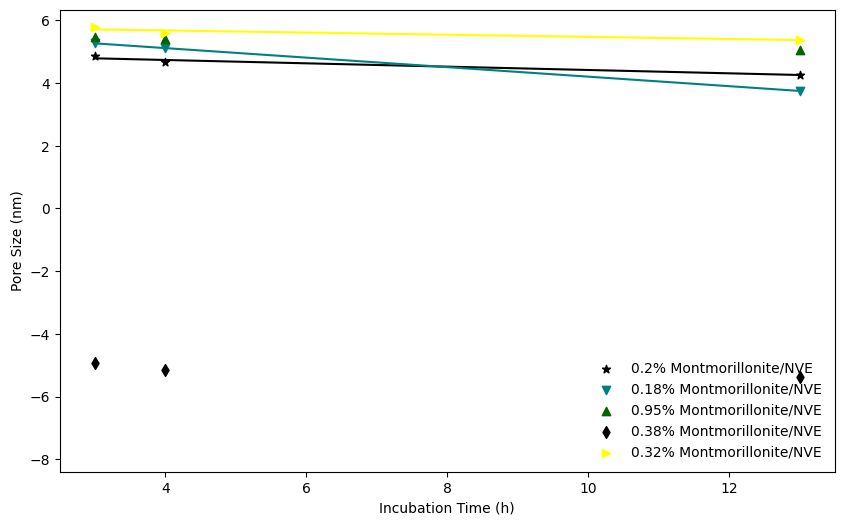 6
4
2
0
−2
−4
−6
−8
Pore Size (nm)
4
6
8
10
12
Incubation Time (h)
0.2% Montmorillonite/NVE
0.18% Montmorillonite/NVE
0.95% Montmorillonite/NVE
0.38% Montmorillonite/NVE
0.32% Montmorillonite/NVE